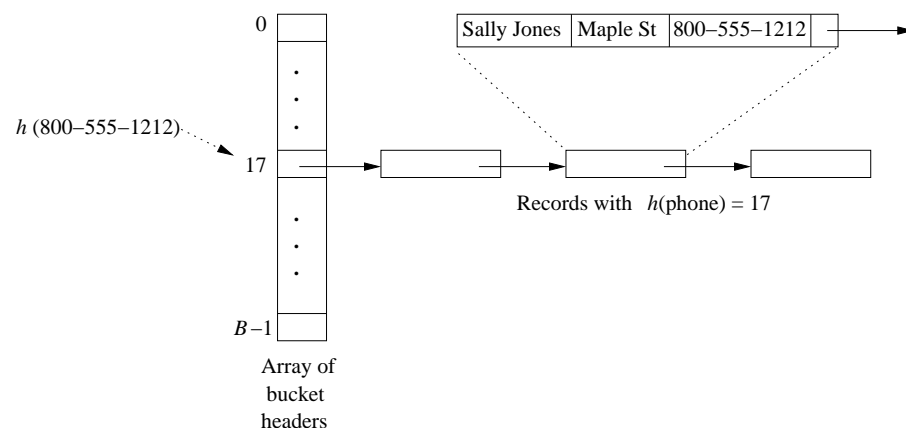 0
Sally Jones Maple St 800–555–1212
h (800–555–1212)
17
Records with h(phone) = 17
B–1
Array of
bucket
headers